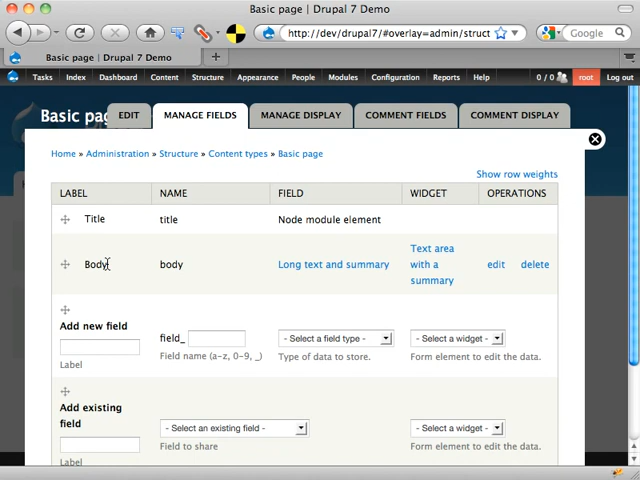 Basic page | Drupal 7 Demo
http://dev/drupal7/#overlay=admin/struct
Google
Basic page | Drupal 7 Demo
Tasks Index Dashboard Content Structure Appearance People Modules Configuration Reports Help 0 / 0 root Log out
Basic pag EDIT MANAGE FIELDS MANAGE DISPLAY COMMENT FIELDS COMMENT DISPLAY
Home » Administration » Structure » Content types » Basic page
Show row weights
LABEL NAME FIELD WIDGET OPERATIONS
Title title Node module element
Body body Long text and summary Text area with a summary edit delete
Add new field
field_ - Select a field type - - Select a widget -
Label Field name (a-z, 0-9, _) Type of data to store. Form element to edit the data.
Add existing field
- Select an existing field - - Select a widget -
Label Field to share Form element to edit the data.